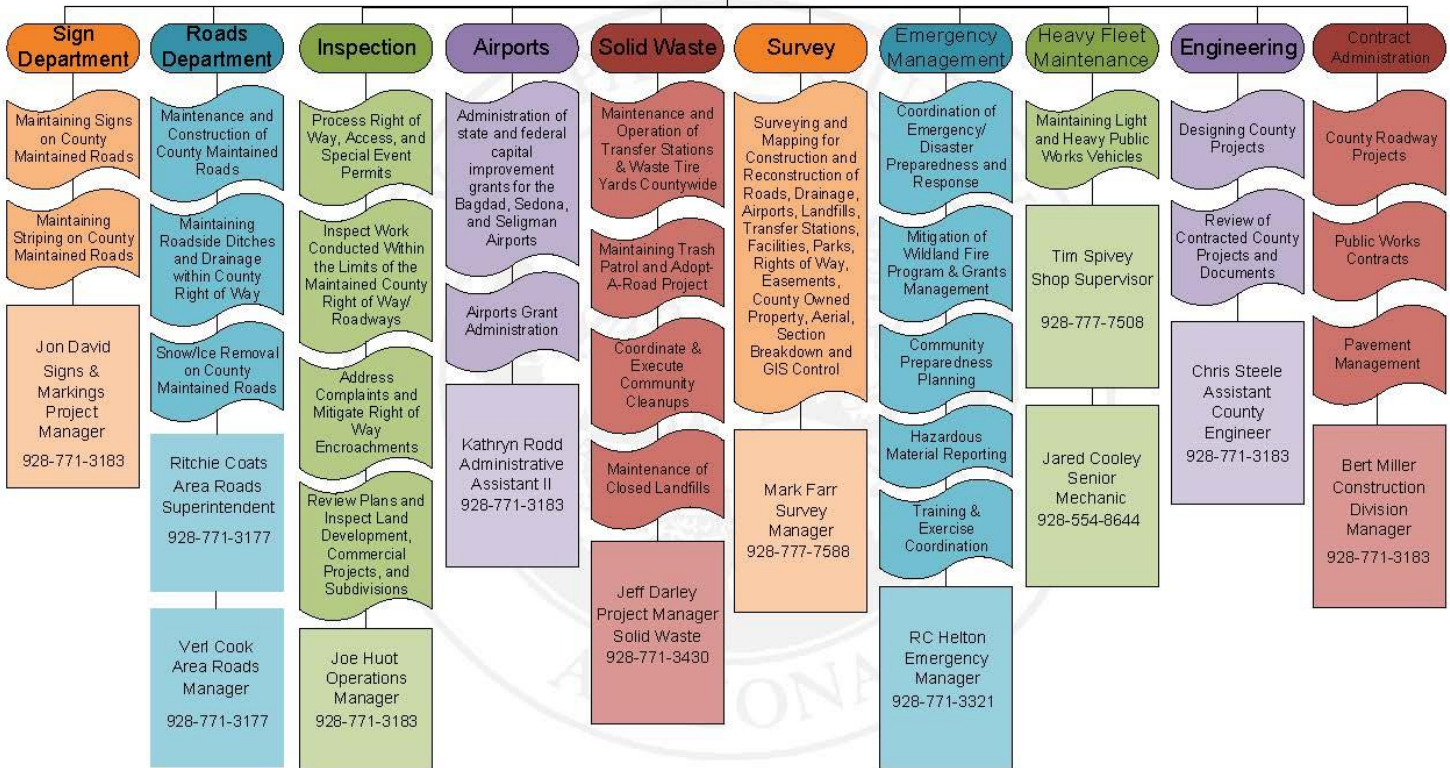 Sign
Department
Maintaining Signs
on County
Maintained Roads
Maintaining
Striping on County
Maintained Roads
Jon David
Signs &
Markings
Project
Manager
928-771-3183
Roads
Department
Maintenance and
Construction of
County Maintained
Roads
Maintaining
Roadside Ditches
and Drainage
within County
Right of Way
Snow/Ice Removal
on County
Maintained Roads
Ritchie Coats
Area Roads
Superintendent
928-771-3177
Verl Cook
Area Roads
Manager
928-771-3177
Inspection
Process Right of
Way, Access, and
Special Event
Permits
Inspect Work
Conducted Within
the Limits of the
Maintained County
Right of Way/
Roadways
Address
Complaints and
Mitigate Right of
Way
Encroachments
Review Plans and
Inspect Land
Development,
Commercial
Projects, and
Subdivisions
Joe Huot
Operations
Manager
928-771-3183
Airports
Administration of
state and federal
capital
improvement
grants for the
Bagdad, Sedona,
and Seligman
Airports
Airports Grant
Administration
Kathryn Rodd
Administrative
Assistant II
928-771-3183
Solid Waste
Maintenance and
Operation of
Transfer Stations
& Waste Tire
Yards Countywide
Maintaining Trash
Patrol and Adopt-
A-Road Project
Coordinate &
Execute
Community
Cleanups
Maintenance of
Closed Landfills
Jeff Darley
Project Manager
Solid Waste
928-771-3430
Survey
Surveying and
Mapping for
Construction and
Reconstruction of
Roads, Drainage,
Airports, Landfills,
Transfer Stations,
Facilities, Parks,
Rights of Way,
Easements,
County Owned
Property, Aerial,
Section
Breakdown and
GIS Control
Mark Farr
Survey
Manager
928-777-7588
Emergency
Management
Coordination of
Emergency/
Disaster
Preparedness and
Response
Mitigation of
Wildland Fire
Program & Grants
Management
Community
Preparedness
Planning
Hazardous
Material Reporting
Training &
Exercise
Coordination
RC Helton
Emergency
Manager
928-771-3321
Heavy Fleet
Maintenance
Maintaining Light
and Heavy Public
Works Vehicles
Tim Spivey
Shop Supervisor
928-777-7508
Jared Cooley
Senior
Mechanic
928-554-8644
Engineering
Designing County
Projects
Review of
Contracted County
Projects and
Documents
Chris Steele
Assistant
County
Engineer
928-771-3183
Contract
Administration
County Roadway
Projects
Public Works
Contracts
Pavement
Management
Bert Miller
Construction
Division
Manager
928-771-3183